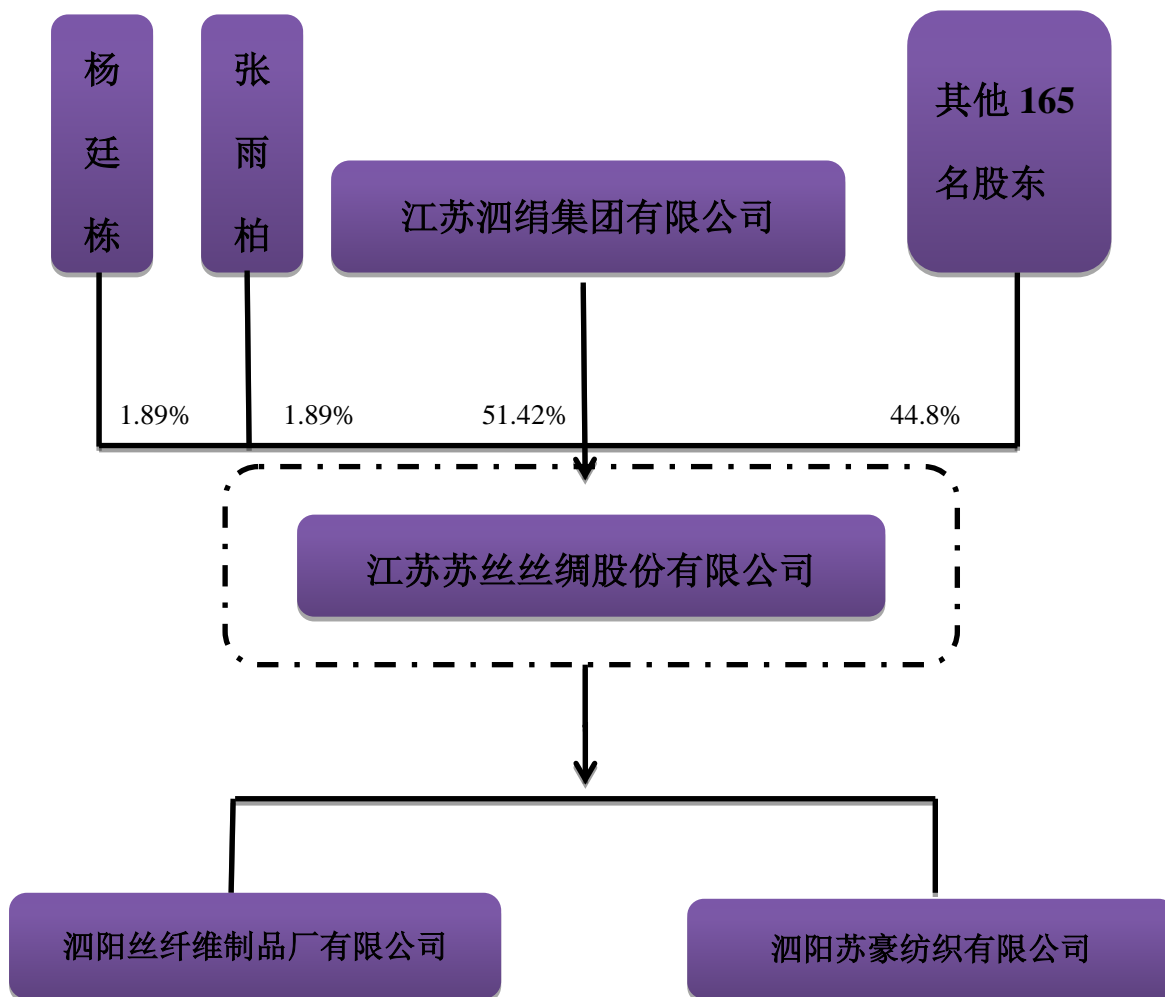 杨廷栋
张雨柏
江苏泗绢集团有限公司
其他 165
名股东
1.89%
1.89%
51.42%
44.8%
江苏苏丝丝绸股份有限公司
泗阳丝纤维制品厂有限公司
泗阳苏豪纺织有限公司